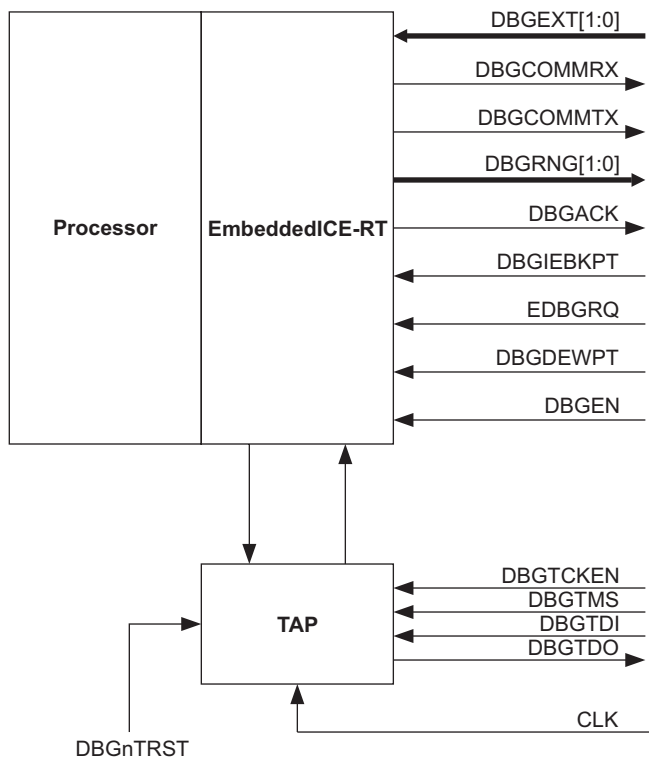 DBGEXT[1:0]
DBGCOMMRX
DBGCOMMTX
DBGRNG[1:0]
Processor
EmbeddedICE-RT
DBGACK
DBGIEBKPT
EDBGRQ
DBGDEWPT
DBGEN
DBGTCKEN
DBGTMS
TAP
DBGTDI
DBGTDO
CLK
DBGnTRST